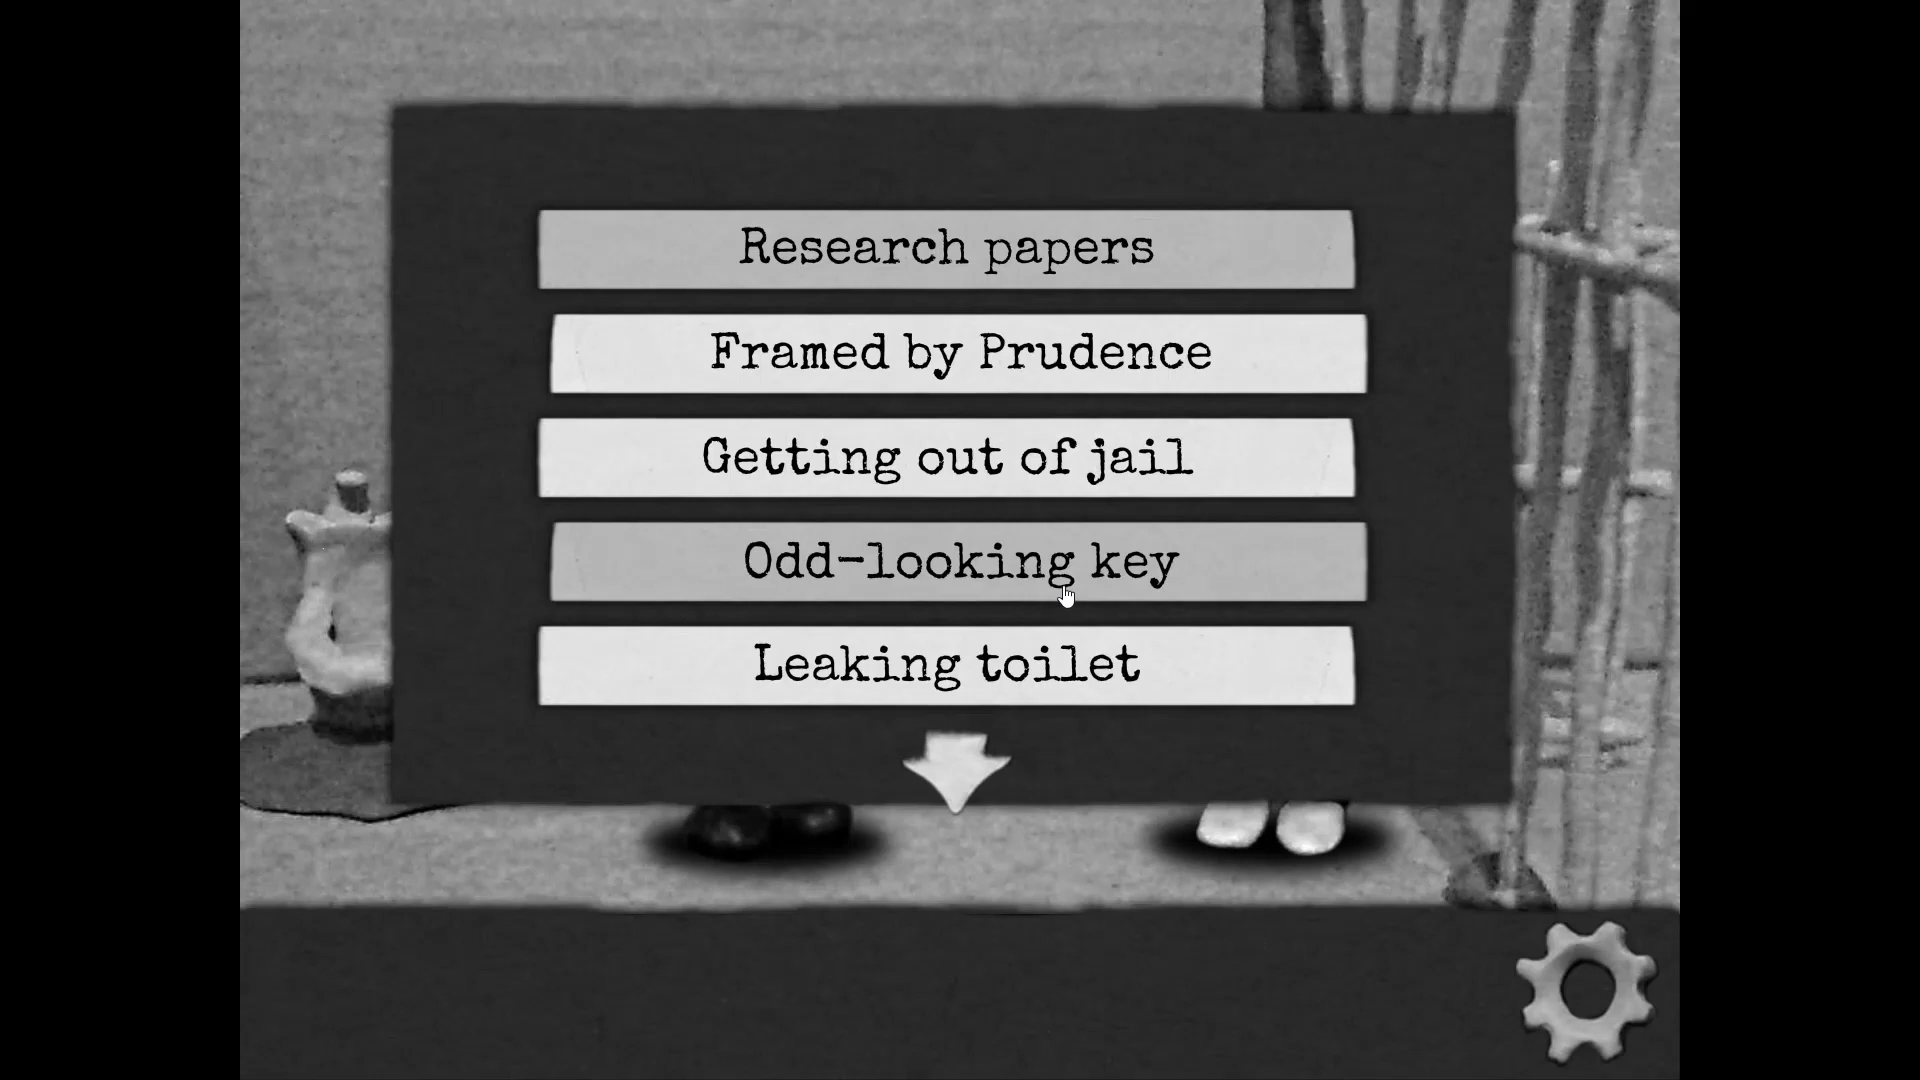 Research papers
Framed by Prudence
Getting out of jail
Odd-looking key
Leaking toilet